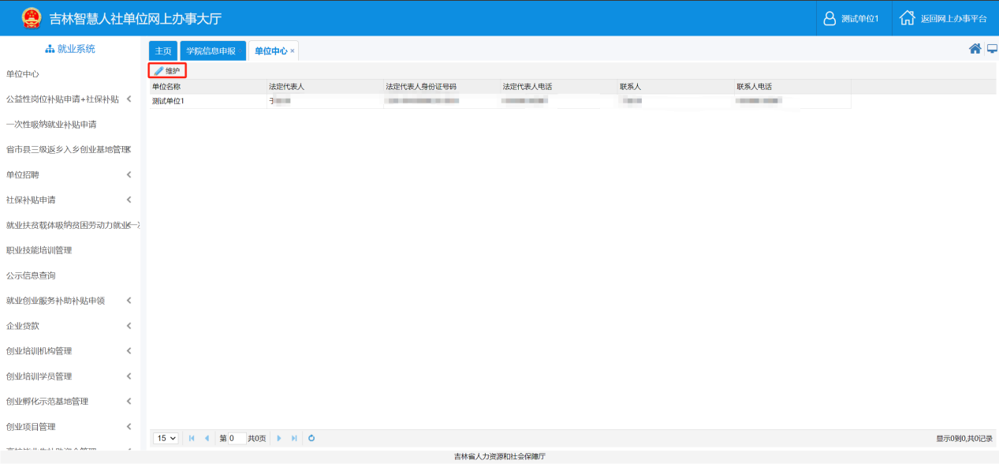 吉林智慧人社单位网上办事大厅
测试单位1
返回网上办事平台
就业系统
主页
学院信息申报
单位中心 ×
维护
单位名称 法定代表人 法定代表人身份证号码 法定代表人电话 联系人 联系人电话
测试单位1 于
单位中心
公益性岗位补贴申请+社保补贴
一次性吸纳就业补贴申请
省市县三级返乡入乡创业基地管理
单位招聘
社保补贴申请
就业扶贫载体吸纳贫困劳动力就业一次
职业技能培训管理
公示信息查询
就业创业服务补助补贴申领
企业贷款
创业培训机构管理
创业培训学员管理
创业孵化示范基地管理
创业项目管理
15 第 0 共0页
显示0到0,共0记录
吉林省人力资源和社会保障厅